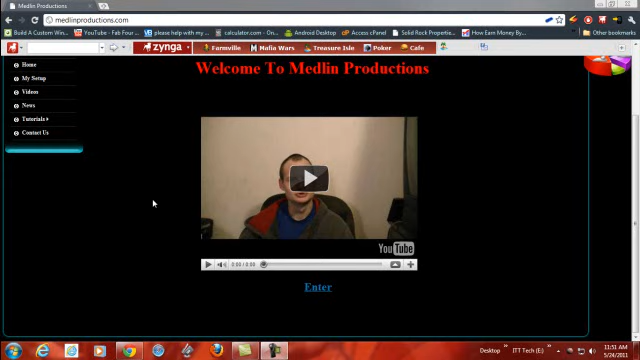 Medlin Productions
medlinproductions.com
Build A Custom Win
YouTube - Fab Four
please help with my
calculator.com - On
Android Desktop
Access cPanel
Solid Rock Properties
How Earn Money By
Other bookmarks
zynga
Farmville
Mafia Wars
Treasure Isle
Poker
Cafe
Welcome To Medlin Productions
Home
My Setup
Videos
News
Tutorials
Contact Us
YouTube
0:00 / 0:00
Enter
Desktop
ITT Tech (E:)
11:51 AM
5/24/2011